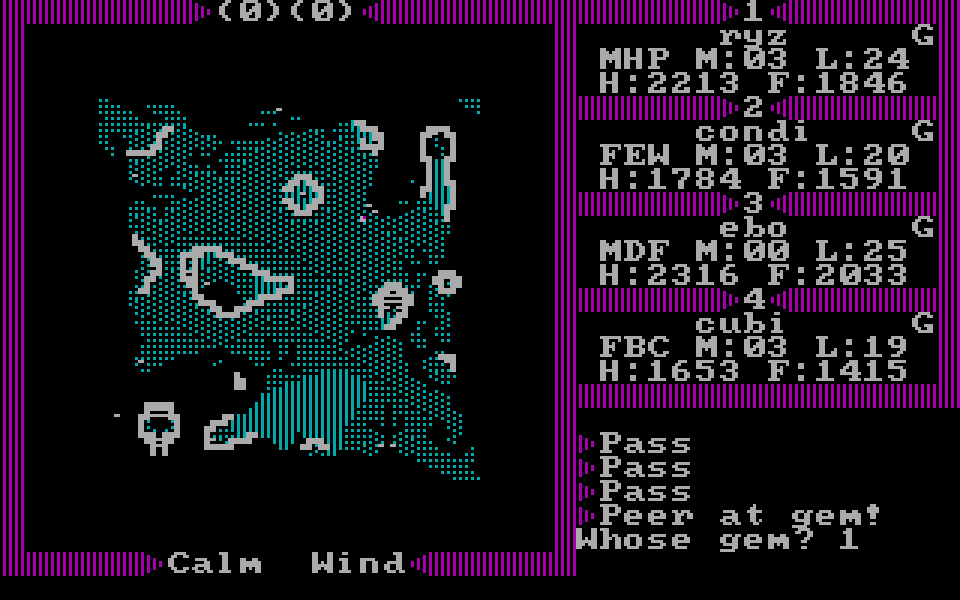 (0)(0)
1
ryz G
MHP M:03 L:24
H:2213 F:1846
2
condi G
FEW M:03 L:20
H:1784 F:1591
3
ebo G
MDF M:00 L:25
H:2316 F:2033
4
cubi G
FBC M:03 L:19
H:1653 F:1415
Pass
Pass
Pass
Peer at gem!
Whose gem? 1
Calm Wind